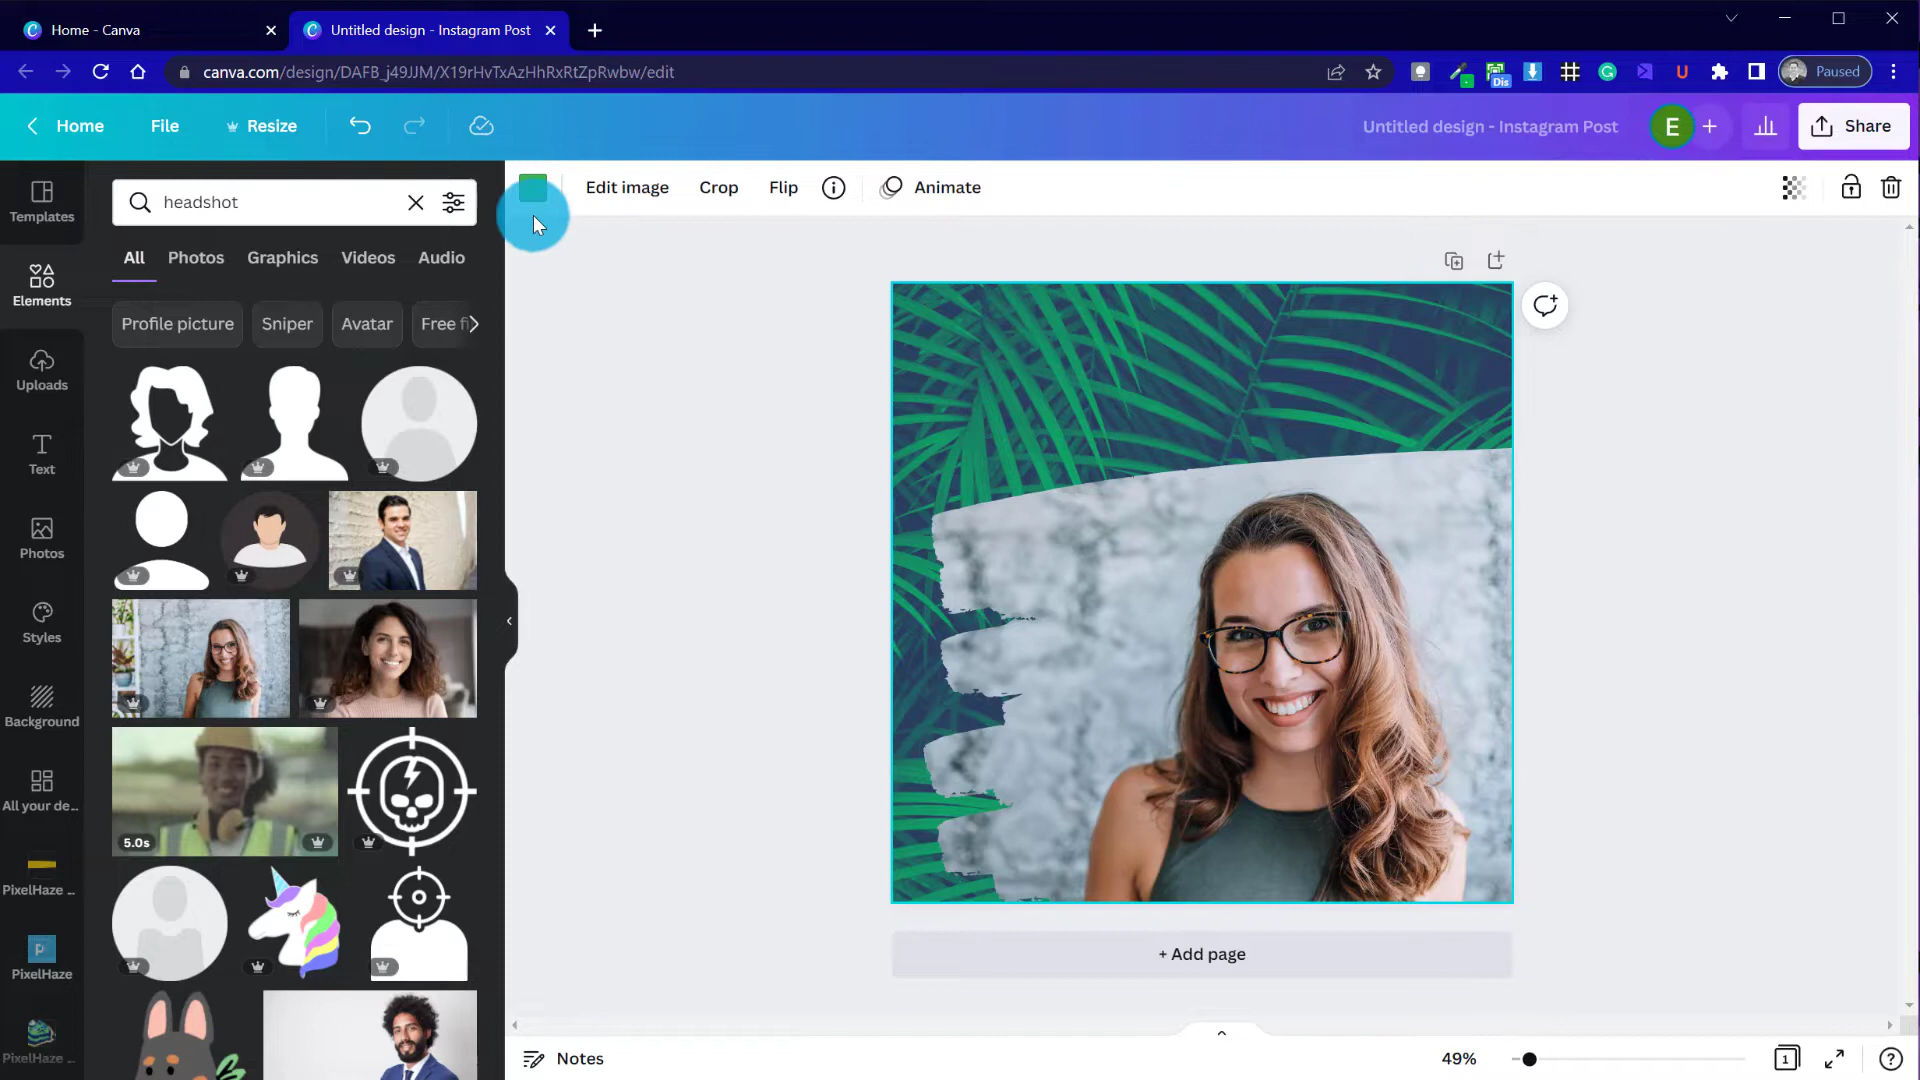 Home - Canva
Untitled design - Instagram Post
canva.com/design/DAFB_j49JJM/X19rHvTxAzHhRxRtZpRwbw/edit
Dis
U
Paused
Home
File
Resize
Untitled design - Instagram Post
E
Share
Templates
headshot
Edit image
Crop
Flip
Animate
Elements
All
Photos
Graphics
Videos
Audio
Profile picture
Sniper
Avatar
Free fi
Uploads
Text
Photos
Styles
Background
All your de...
5.0s
PixelHaze ...
PixelHaze
PixelHaze ...
+ Add page
Notes
49%
1